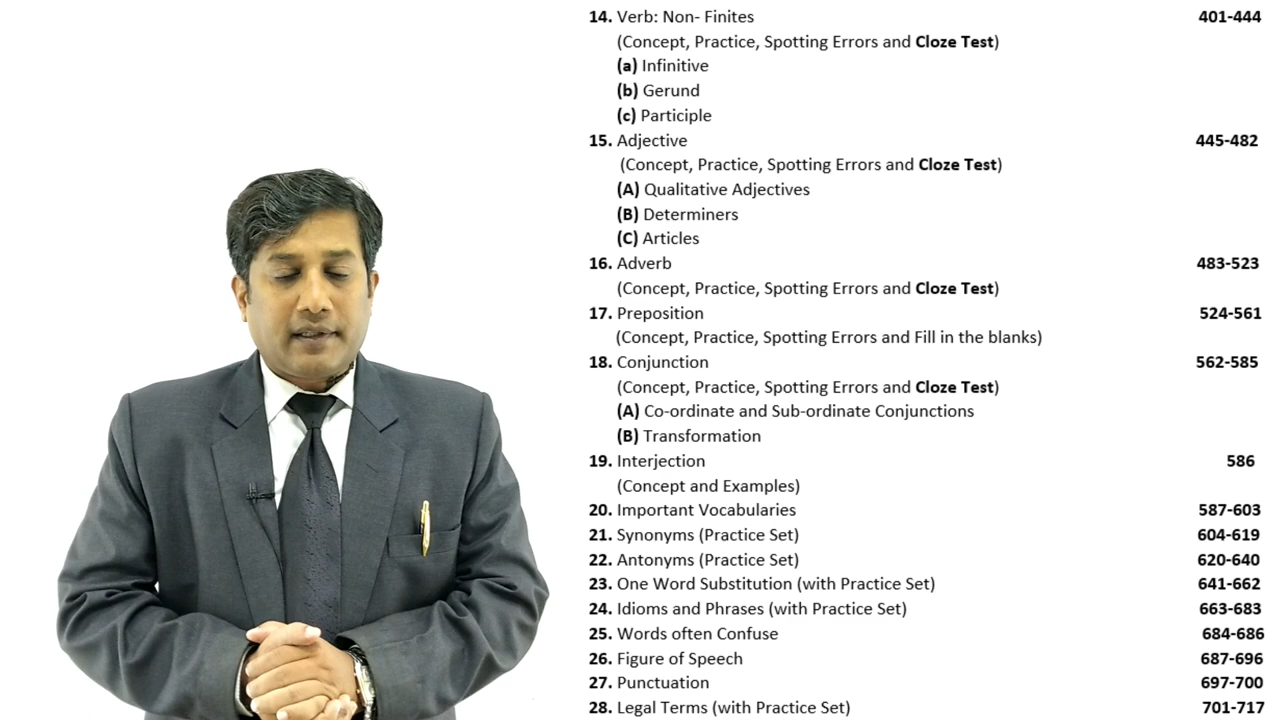 14. Verb: Non- Finites 401-444
(Concept, Practice, Spotting Errors and Cloze Test)
(a) Infinitive
(b) Gerund
(c) Participle
15. Adjective 445-482
(Concept, Practice, Spotting Errors and Cloze Test)
(A) Qualitative Adjectives
(B) Determiners
(C) Articles
16. Adverb 483-523
(Concept, Practice, Spotting Errors and Cloze Test)
17. Preposition 524-561
(Concept, Practice, Spotting Errors and Fill in the blanks)
18. Conjunction 562-585
(Concept, Practice, Spotting Errors and Cloze Test)
(A) Co-ordinate and Sub-ordinate Conjunctions
(B) Transformation
19. Interjection 586
(Concept and Examples)
20. Important Vocabularies 587-603
21. Synonyms (Practice Set) 604-619
22. Antonyms (Practice Set) 620-640
23. One Word Substitution (with Practice Set) 641-662
24. Idioms and Phrases (with Practice Set) 663-683
25. Words often Confuse 684-686
26. Figure of Speech 687-696
27. Punctuation 697-700
28. Legal Terms (with Practice Set) 701-717